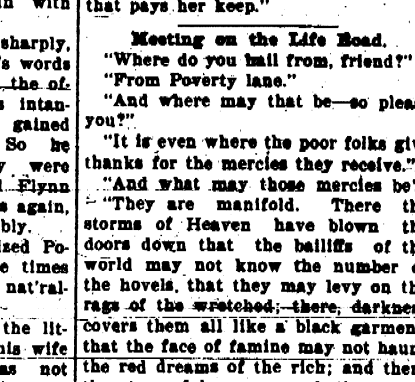 in with
sharply.
's words
the of-
s intan-
gained
So he
y were
Flynn
s again,
bly.
ized Po-
e times
nat'ral-
the lit-
his wife
as not
that pays her keep."
Meeting on the Life Road.
"Where do you hail from, friend?"
"From Poverty lane."
"And where may that be—so pleas
you?"
"It is even where the poor folks giv
thanks for the mercies they receive."
"And what may those mercies be
"They are manifold. There th
storms of Heaven have blown th
doors down that the bailiffs of th
world may not know the number o
the hovels, that they may levy on th
rags of the wretched; there, darknes
covers them all like a black garmen
that the face of famine may not haun
the red dreams of the rich; and the